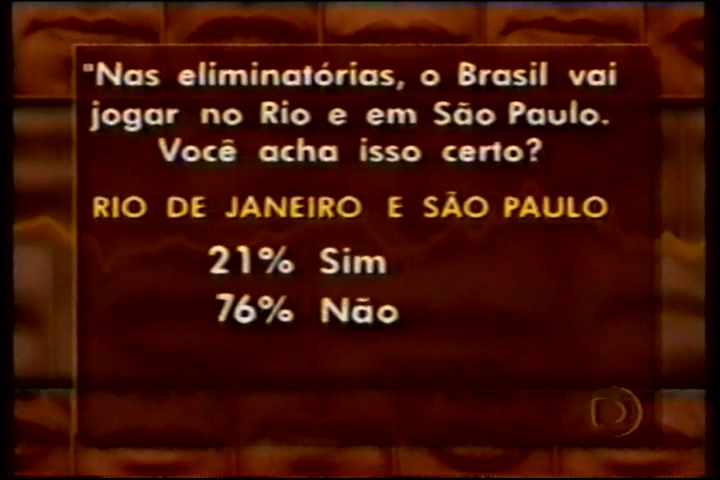 "Nas eliminatórias, o Brasil vai
jogar no Rio e em São Paulo.
Você acha isso certo?
RIO DE JANEIRO E SÃO PAULO
21% Sim
76% Não